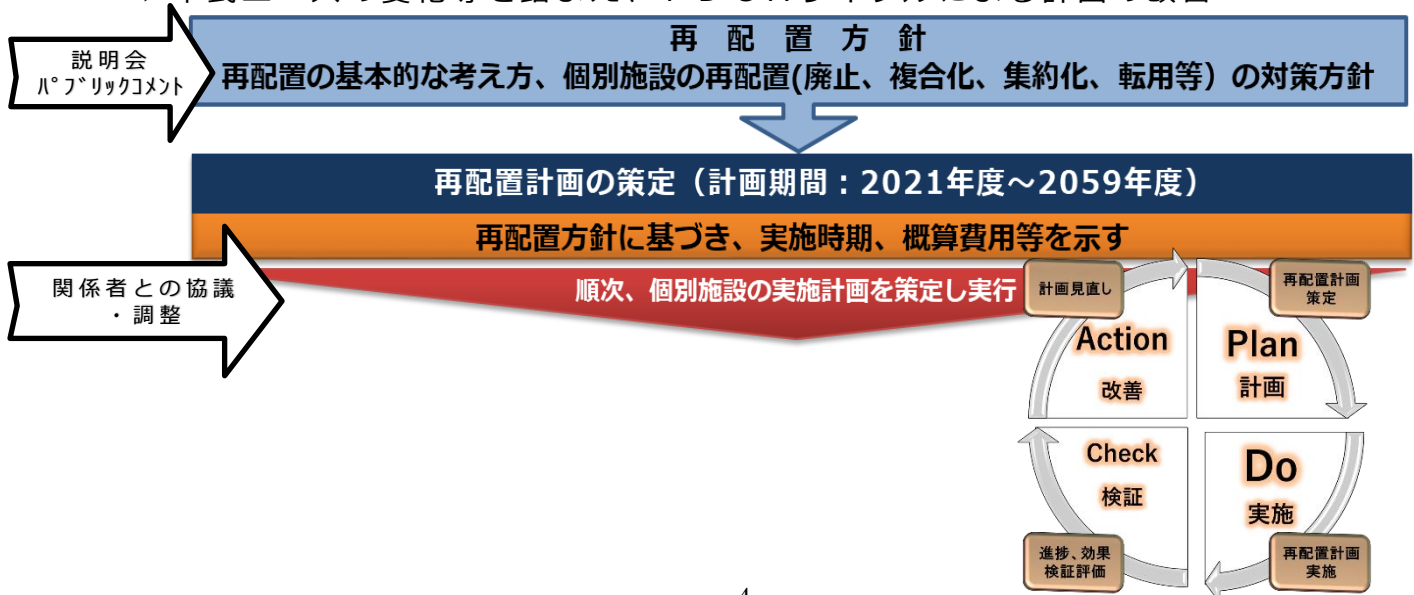 説明会
ﾊﾟﾌﾞﾘｯｸｺﾒﾝﾄ
再配置方針
再配置の基本的な考え方、個別施設の再配置(廃止、複合化、集約化、転用等）の対策方針
再配置計画の策定（計画期間：2021年度～2059年度）
再配置方針に基づき、実施時期、概算費用等を示す
関係者との協議
・調整
順次、個別施設の実施計画を策定し実行
計画見直し
再配置計画
策定
Action
改善
Plan
計画
Check
検証
Do
実施
進捗、効果
検証評価
再配置計画
実施